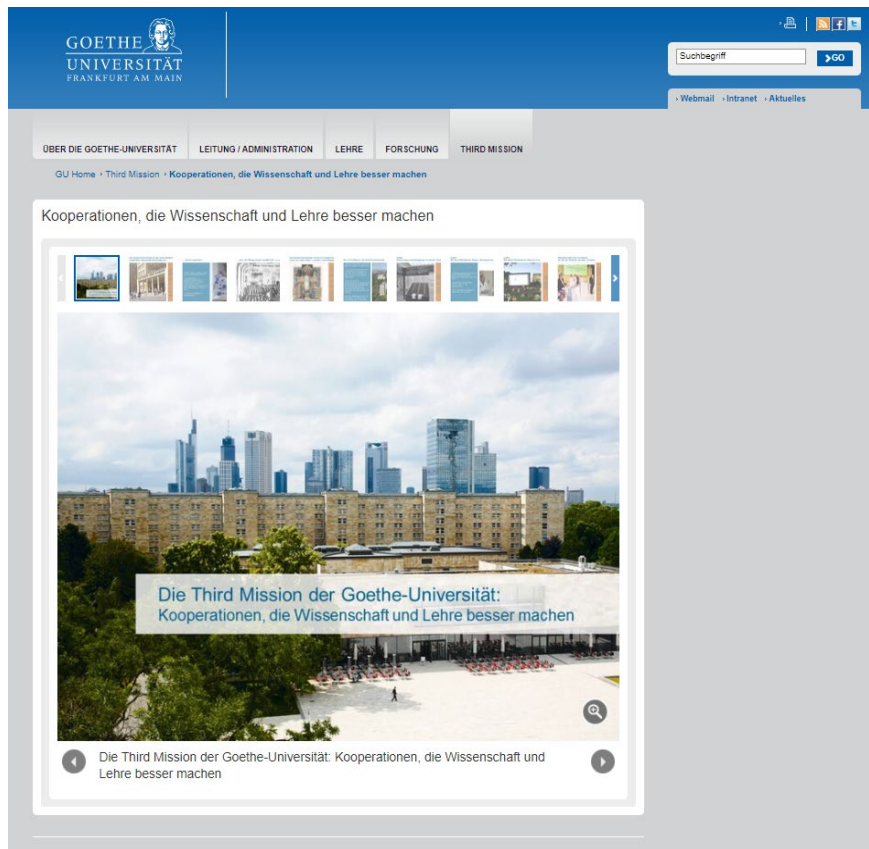 GOETHE
UNIVERSITÄT
FRANKFURT AM MAIN
Suchbegriff
GO
Webmail Intranet Aktuelles
ÜBER DIE GOETHE-UNIVERSITÄT LEITUNG / ADMINISTRATION LEHRE FORSCHUNG THIRD MISSION
GU Home › Third Mission › Kooperationen, die Wissenschaft und Lehre besser machen
Kooperationen, die Wissenschaft und Lehre besser machen
Die Third Mission der Goethe-Universität:
Kooperationen, die Wissenschaft und Lehre besser machen
Die Third Mission der Goethe-Universität: Kooperationen, die Wissenschaft und
Lehre besser machen